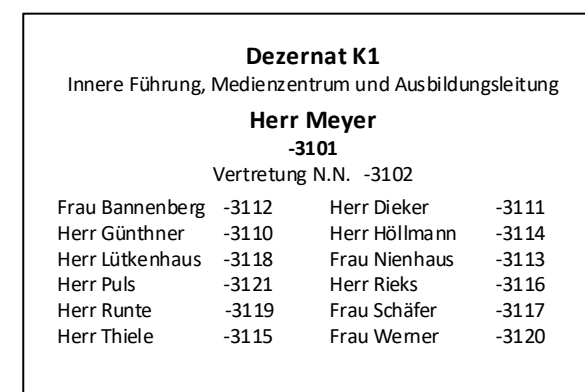 Dezernat K1
Innere Führung, Medienzentrum und Ausbildungsleitung
Herr Meyer
-3101
Vertretung N.N. -3102
Frau Bannenberg -3112 Herr Dieker -3111
Herr Günthner -3110 Herr Höllmann -3114
Herr Lütkenhaus -3118 Frau Nienhaus -3113
Herr Puls -3121 Herr Rieks -3116
Herr Runte -3119 Frau Schäfer -3117
Herr Thiele -3115 Frau Werner -3120